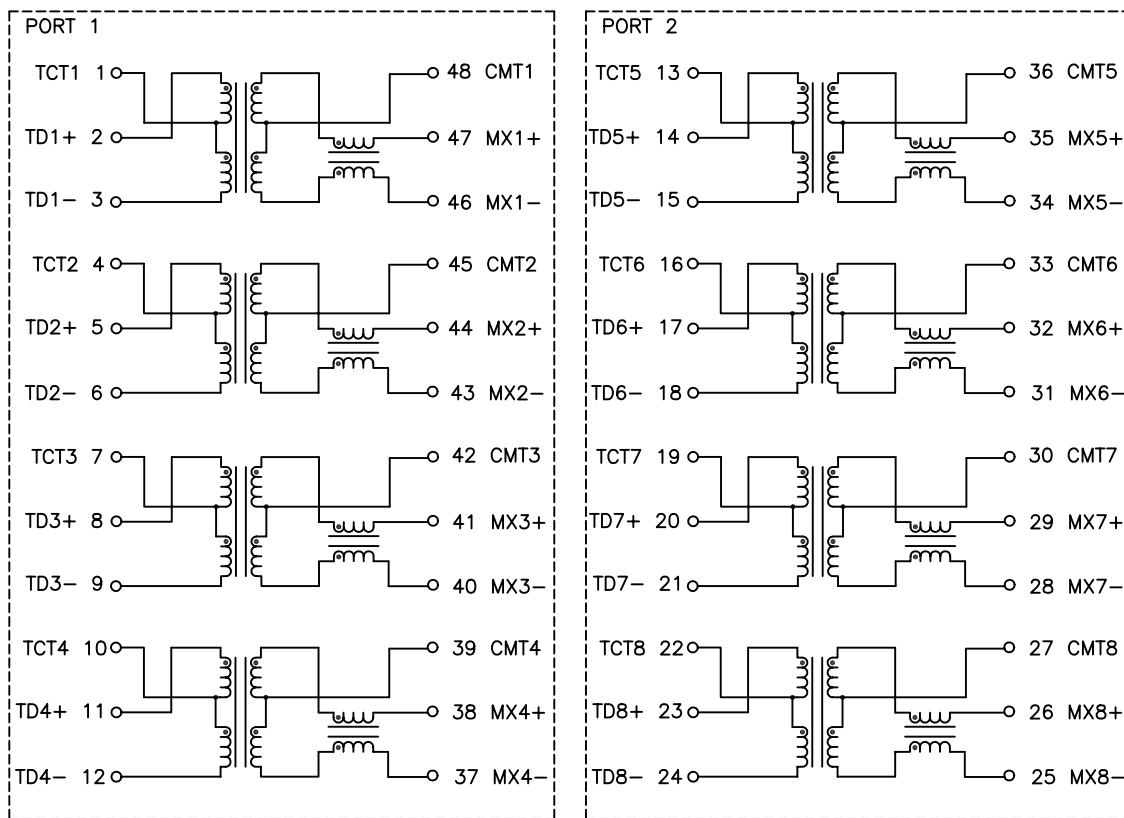 PORT 1
TCT1 1 48 CMT1
TD1+ 2 47 MX1+
TD1- 3 46 MX1-
TCT2 4 45 CMT2
TD2+ 5 44 MX2+
TD2- 6 43 MX2-
TCT3 7 42 CMT3
TD3+ 8 41 MX3+
TD3- 9 40 MX3-
TCT4 10 39 CMT4
TD4+ 11 38 MX4+
TD4- 12 37 MX4-
PORT 2
TCT5 13 36 CMT5
TD5+ 14 35 MX5+
TD5- 15 34 MX5-
TCT6 16 33 CMT6
TD6+ 17 32 MX6+
TD6- 18 31 MX6-
TCT7 19 30 CMT7
TD7+ 20 29 MX7+
TD7- 21 28 MX7-
TCT8 22 27 CMT8
TD8+ 23 26 MX8+
TD8- 24 25 MX8-